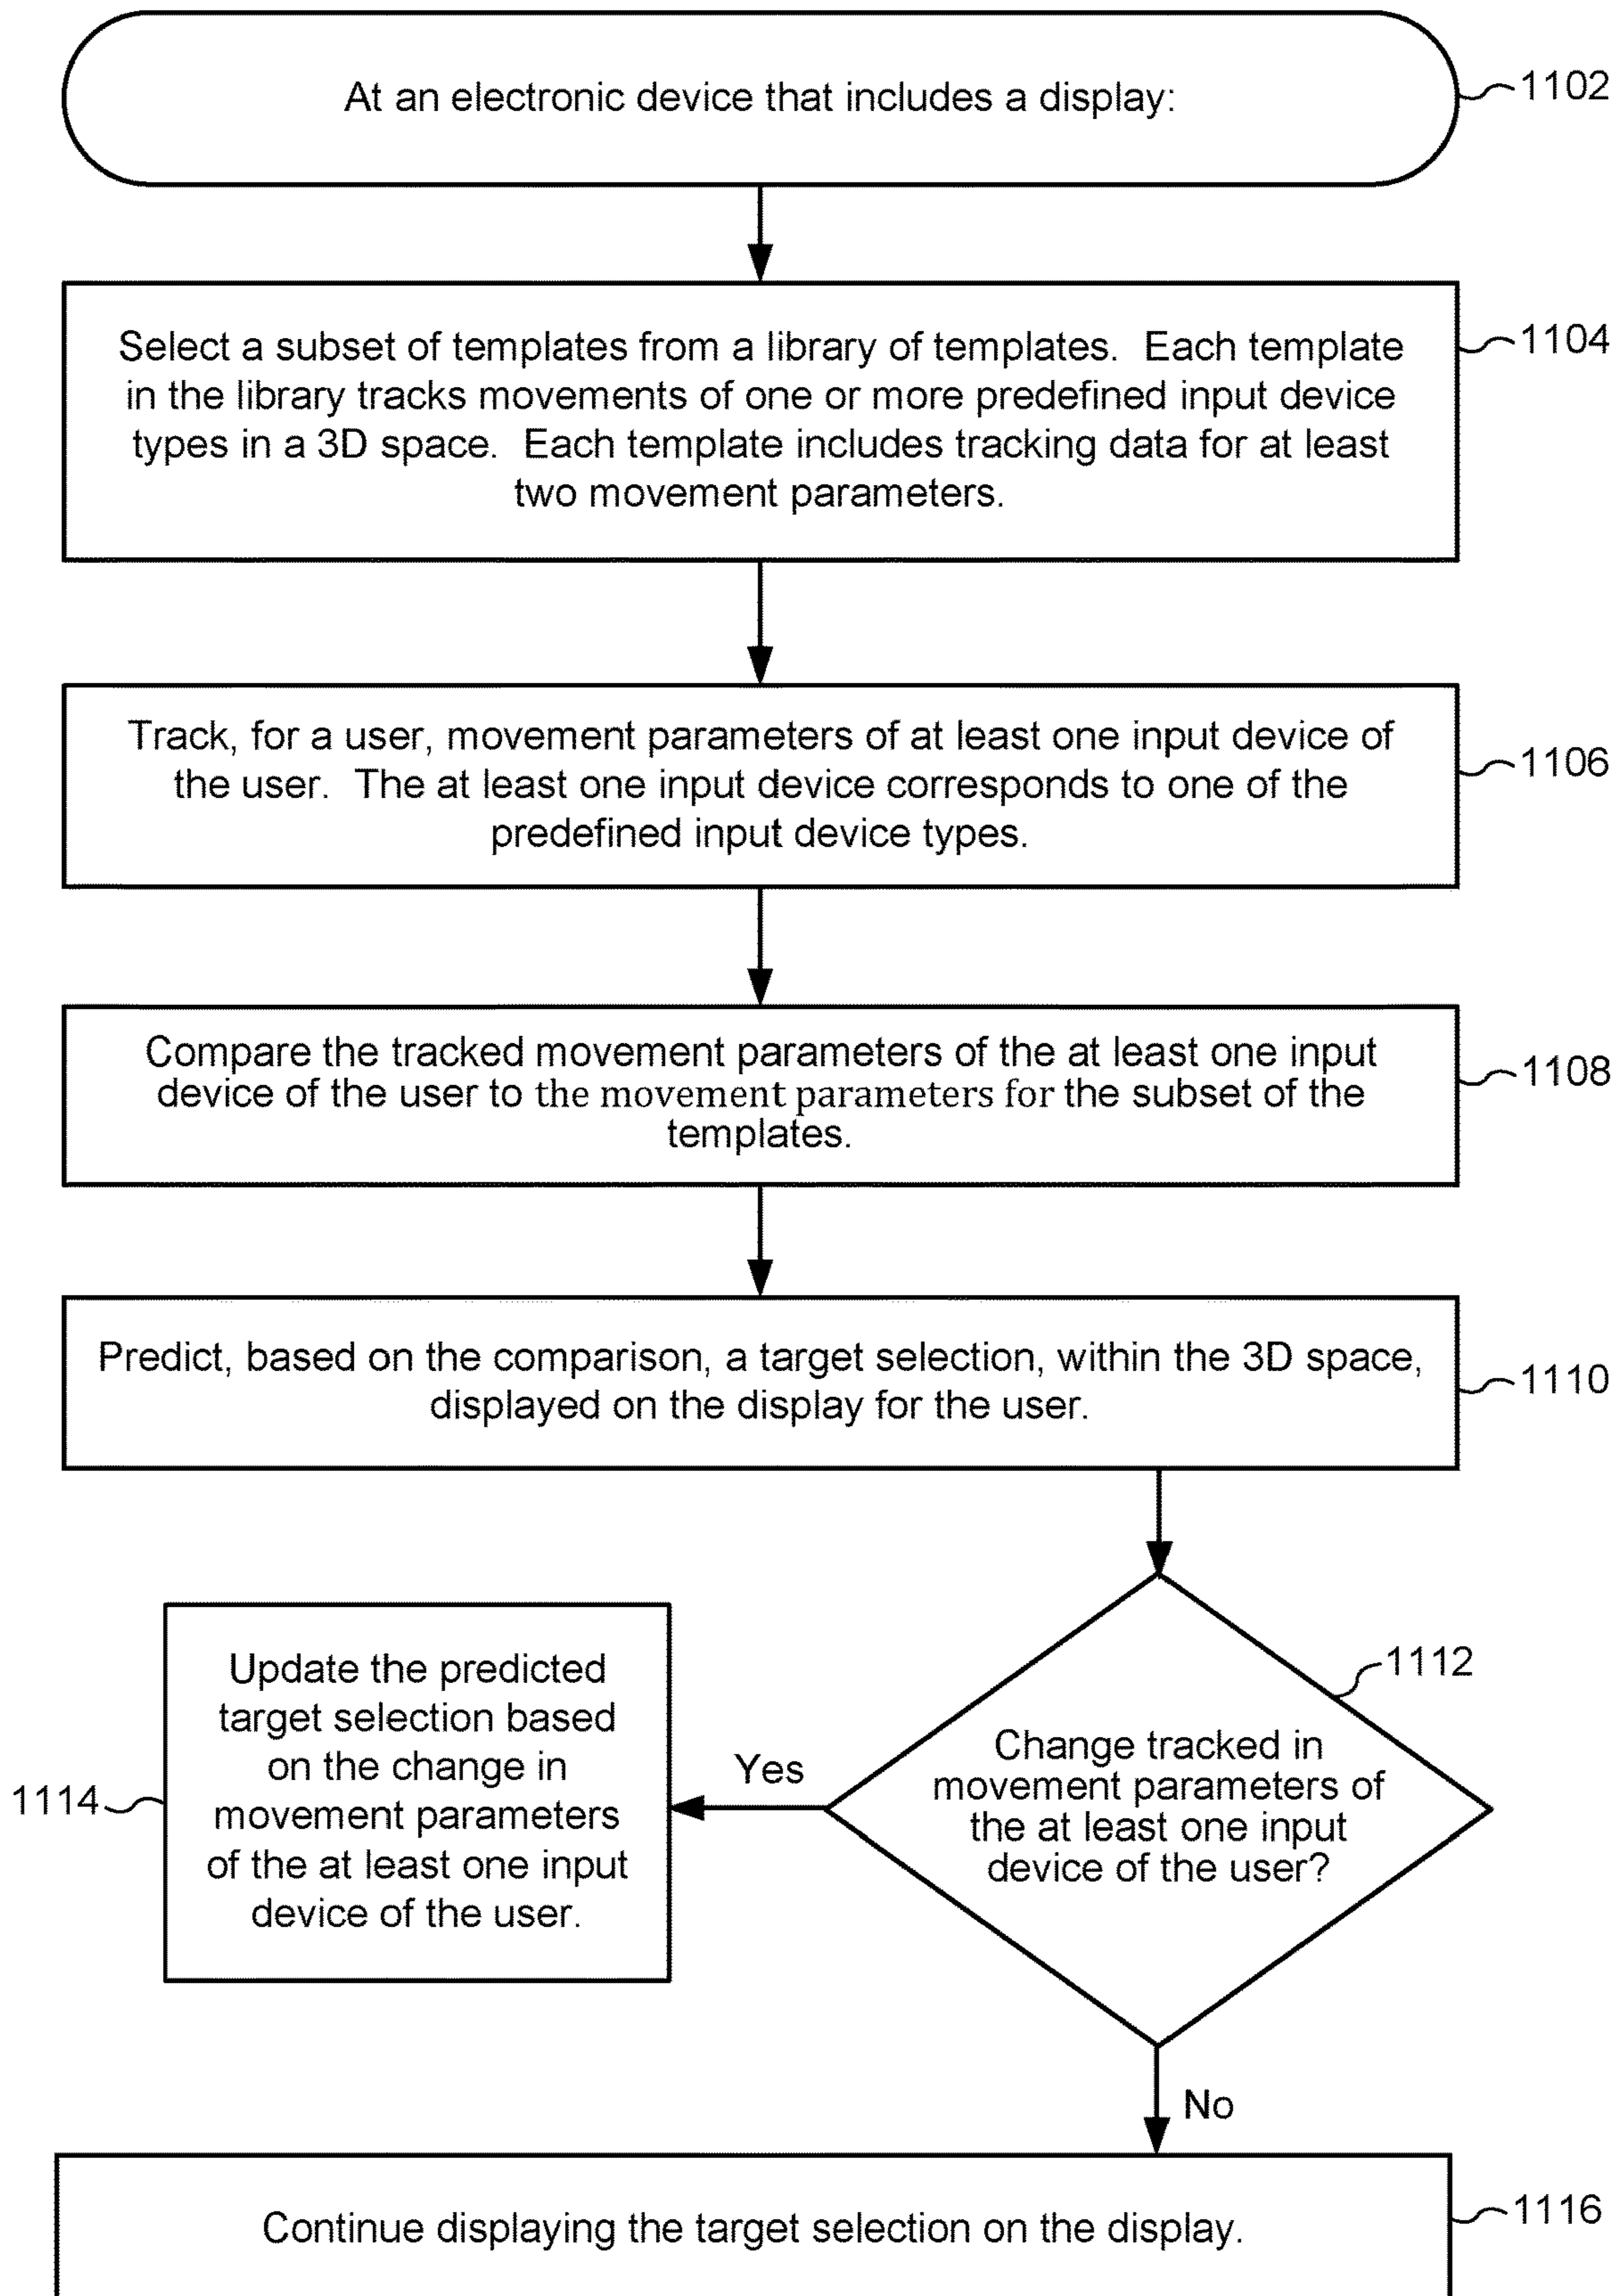 At an electronic device that includes a display:
1102
Select a subset of templates from a library of templates. Each template
in the library tracks movements of one or more predefined input device
types in a 3D space. Each template includes tracking data for at least
two movement parameters.
1104
Track, for a user, movement parameters of at least one input device of
the user. The at least one input device corresponds to one of the
predefined input device types.
1106
Compare the tracked movement parameters of the at least one input
device of the user to the movement parameters for the subset of the
templates.
1108
Predict, based on the comparison, a target selection, within the 3D space,
displayed on the display for the user.
1110
Change tracked in
movement parameters of
the at least one input
device of the user?
1112
Yes
Update the predicted
target selection based
on the change in
movement parameters
of the at least one input
device of the user.
1114
No
Continue displaying the target selection on the display.
1116